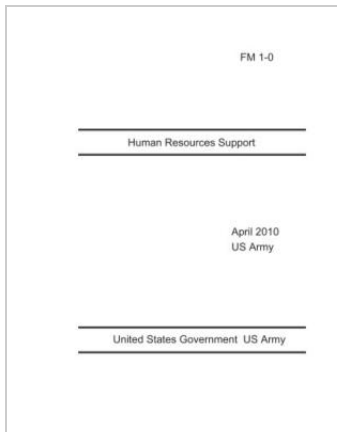 FM 1-0
Human Resources Support
April 2010
US Army
United States Government US Army